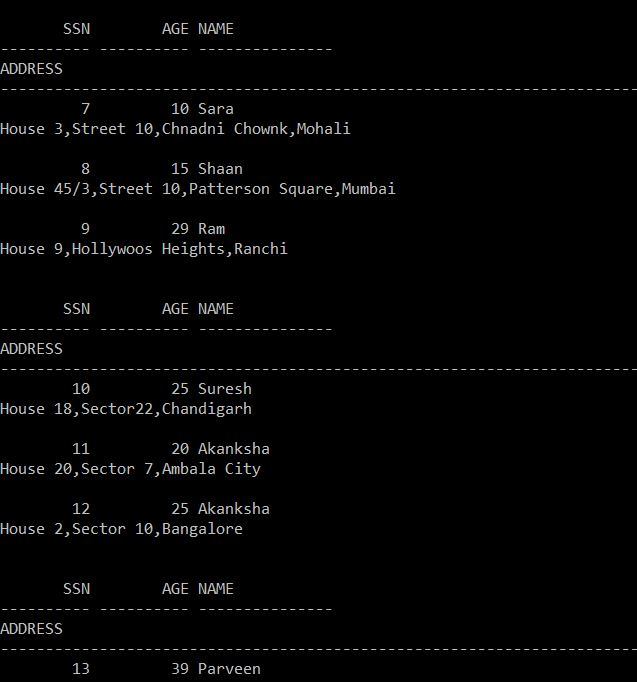 SSN        AGE NAME
---------- ---------- ---------------
ADDRESS
-----------------------------------------------------------------------
7         10 Sara
House 3,Street 10,Chnadni Chownk,Mohali
8         15 Shaan
House 45/3,Street 10,Patterson Square,Mumbai
9         29 Ram
House 9,Hollywoos Heights,Ranchi
SSN        AGE NAME
---------- ---------- ---------------
ADDRESS
-----------------------------------------------------------------------
10         25 Suresh
House 18,Sector22,Chandigarh
11         20 Akanksha
House 20,Sector 7,Ambala City
12         25 Akanksha
House 2,Sector 10,Bangalore
SSN        AGE NAME
---------- ---------- ---------------
ADDRESS
-----------------------------------------------------------------------
13         39 Parveen